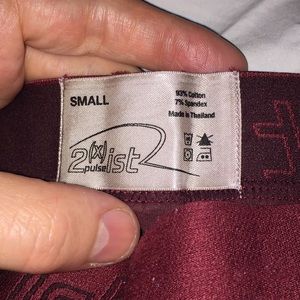 SMALL
93% Cotton
7% Spandex
Made in Thailand
2(x)ist
pulse